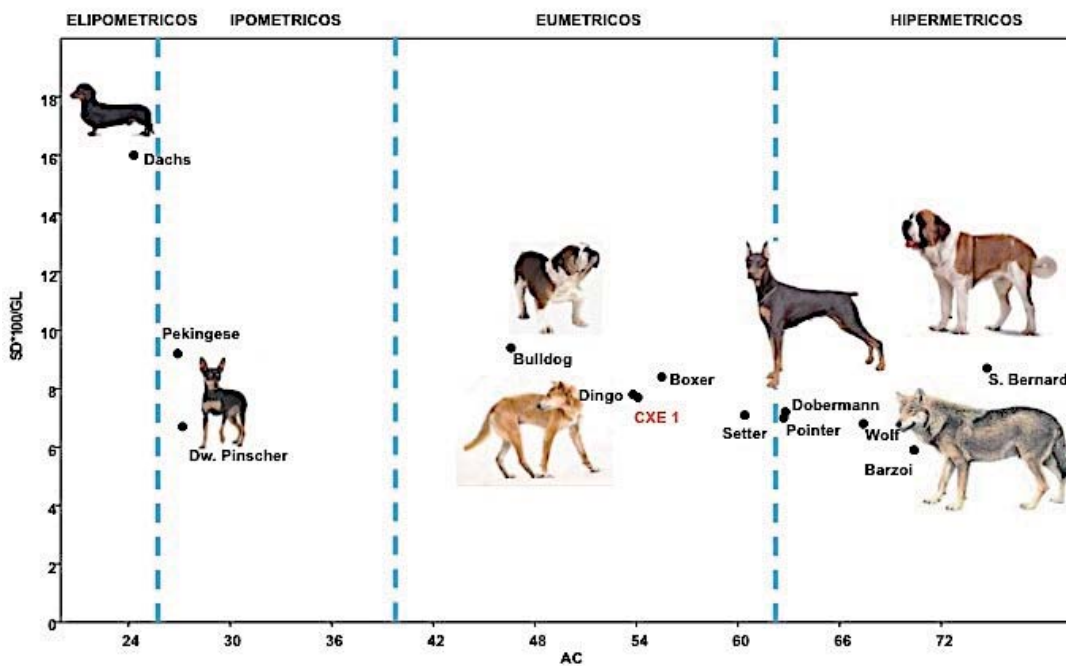 ELIPOMETRICOS IPOMETRICOS EUMETRICOS HIPERMETRICOS
18
Dachs
16
14
12
Pekingese
10
Bulldog
S. Bernard
Boxer
8
Dingo
CXE 1
Dobermann
Setter
Pointer
Wolf
Dw. Pinscher
6
Barzoi
4
2
0
SD*100/GL
24 30 36 42 48 54 60 66 72
AC